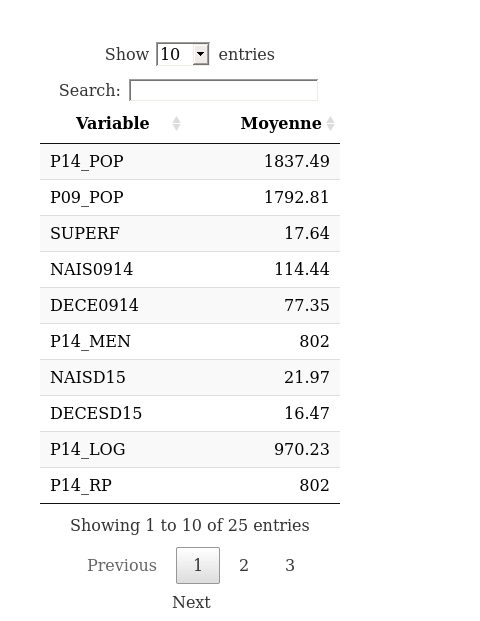 Show 10 entries
Search:
Variable Moyenne
P14_POP 1837.49
P09_POP 1792.81
SUPERF 17.64
NAIS0914 114.44
DECE0914 77.35
P14_MEN 802
NAISD15 21.97
DECESD15 16.47
P14_LOG 970.23
P14_RP 802
Showing 1 to 10 of 25 entries
Previous 1 2 3
Next